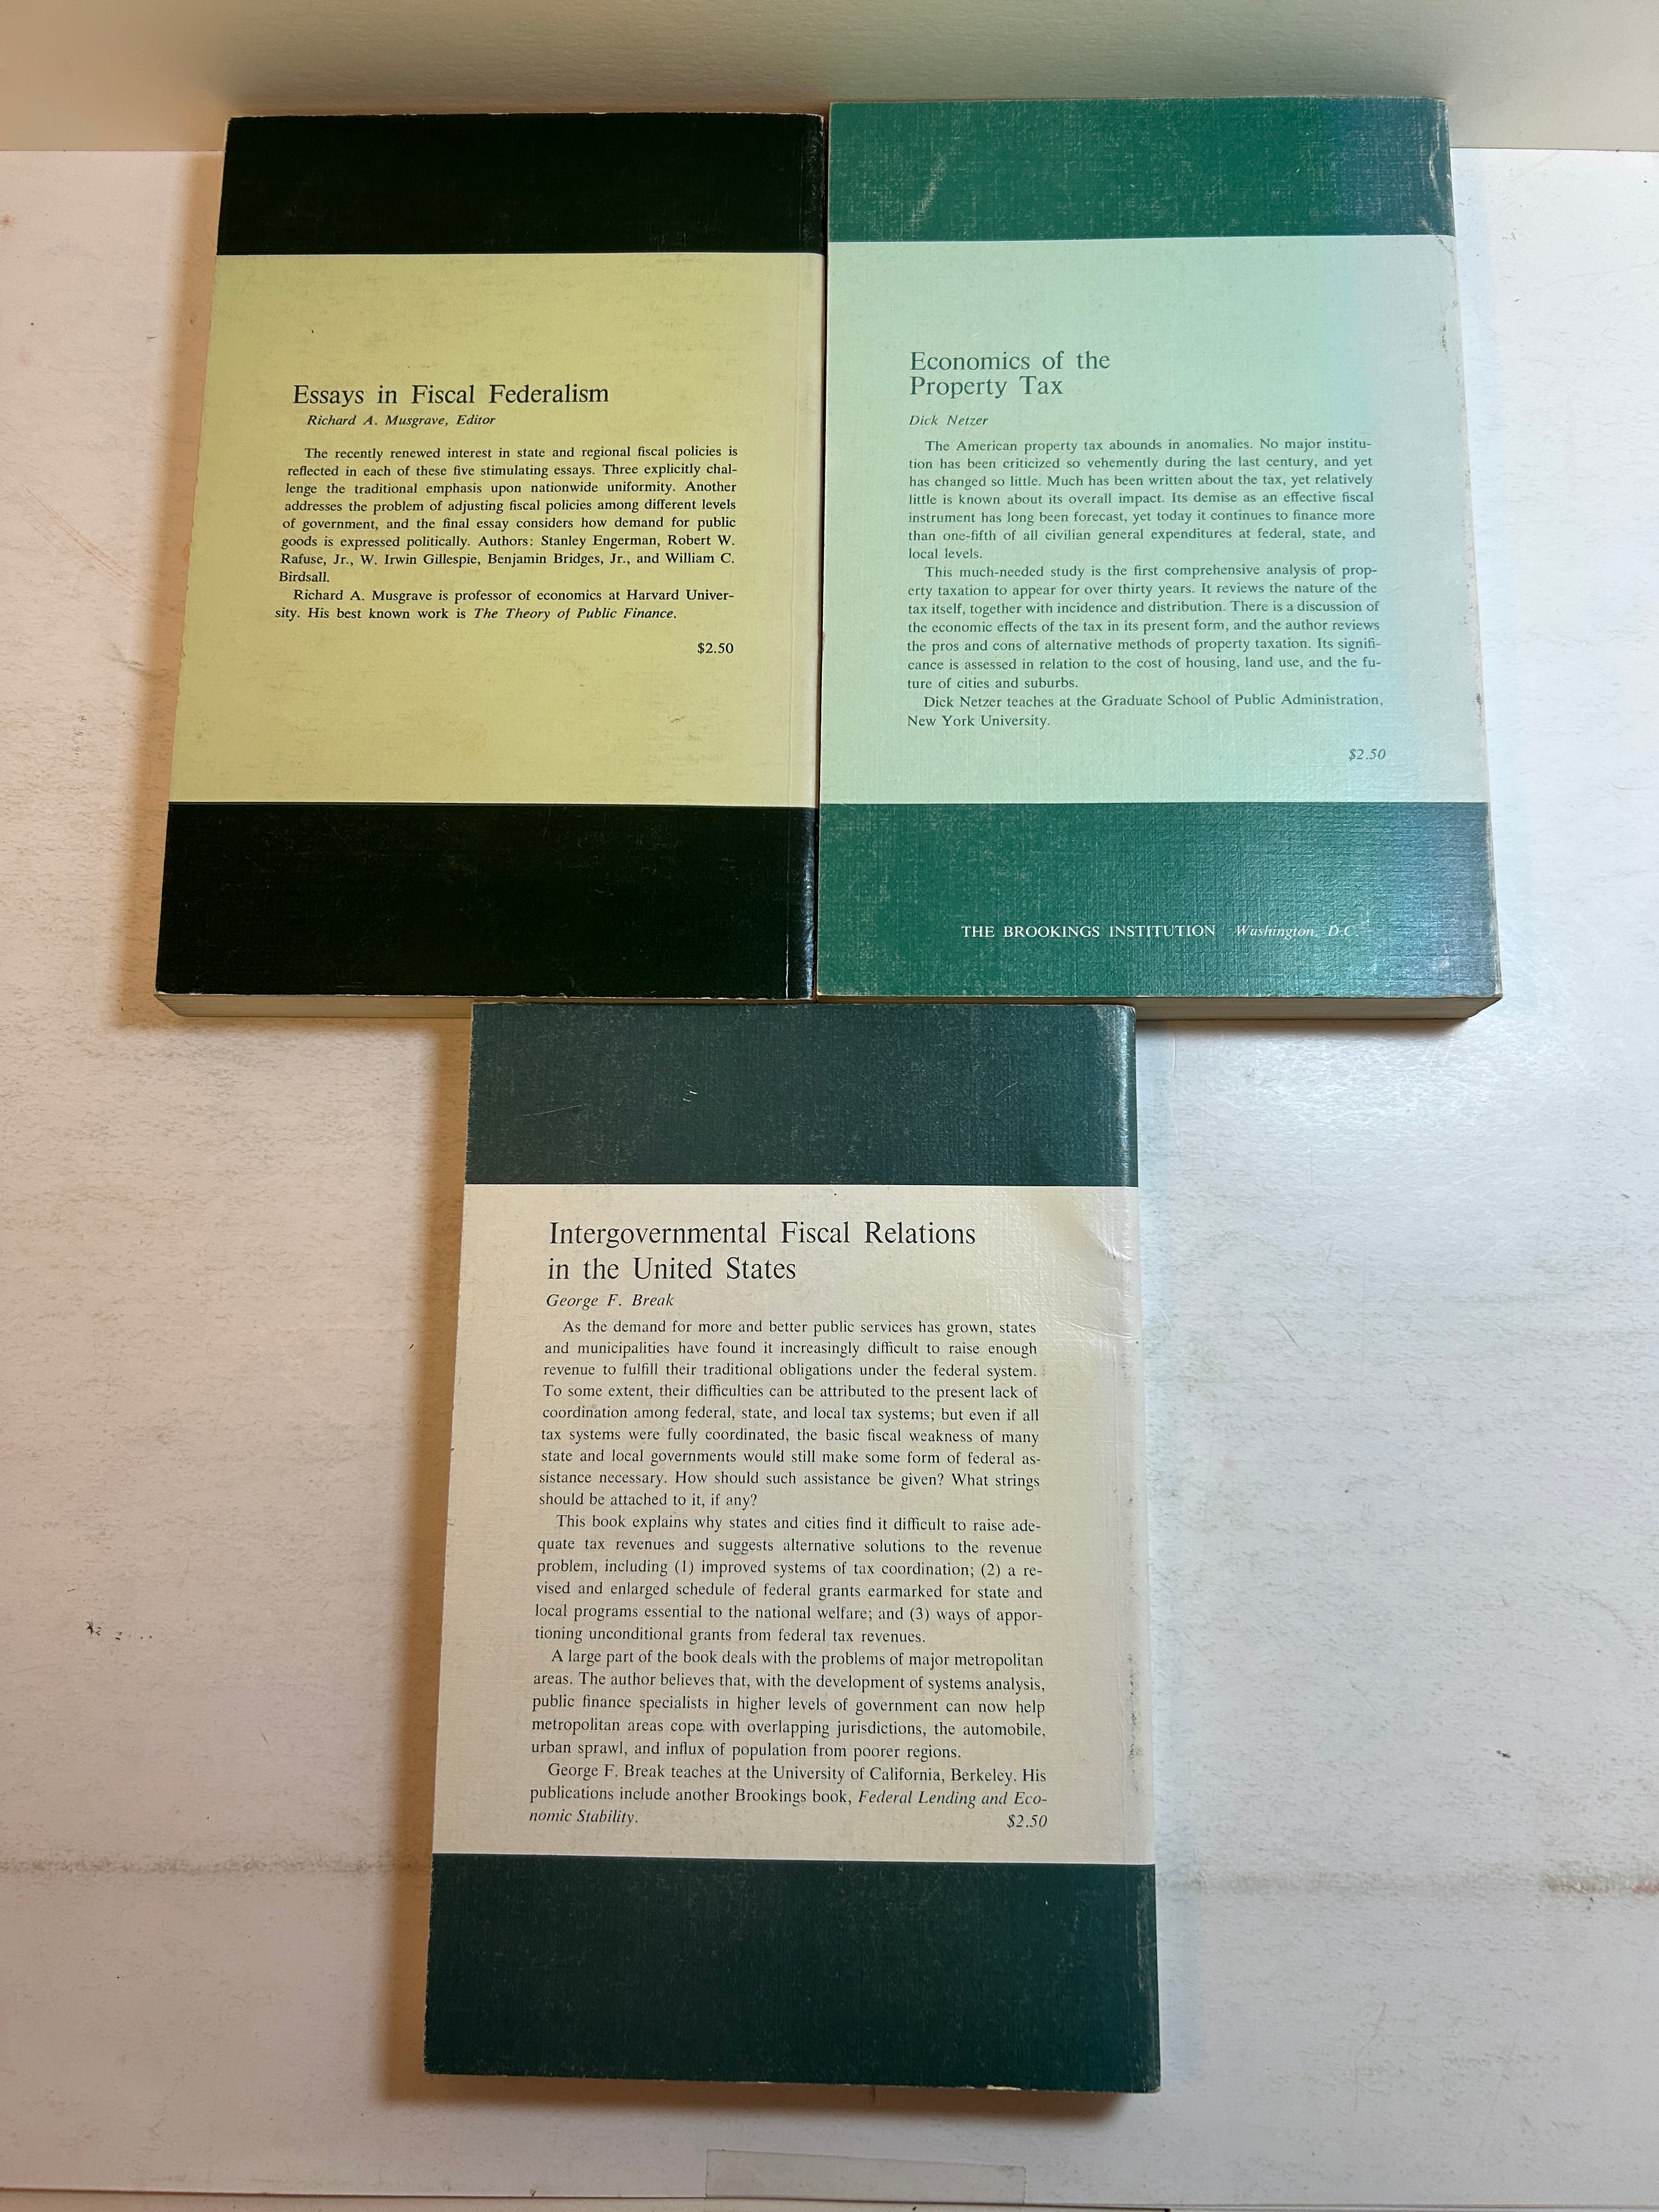 Essays in Fiscal Federalism
Richard A. Musgrave, Editor
The recently renewed interest in state and regional fiscal policies is
reflected in each of these five stimulating essays. Three explicitly chal-
lenge the traditional emphasis upon nationwide uniformity. Another
addresses the problem of adjusting fiscal policies among different levels
of government, and the final essay considers how demand for public
goods is expressed politically. Authors: Stanley Engerman, Robert W.
Rafuse, Jr., W. Irwin Gillespie, Benjamin Bridges, Jr., and William C.
Birdsall.
Richard A. Musgrave is professor of economics at Harvard Univer-
sity. His best known work is The Theory of Public Finance.
$2.50
Economics of the
Property Tax
Dick Netzer
The American property tax abounds in anomalies. No major institu-
tion has been criticized so vehemently during the last century, and yet
has changed so little. Much has been written about the tax, yet relatively
little is known about its overall impact. Its demise as an effective fiscal
instrument has long been forecast, yet today it continues to finance more
than one-fifth of all civilian general expenditures at federal, state, and
local levels.
This much-needed study is the first comprehensive analysis of prop-
erty taxation to appear for over thirty years. It reviews the nature of the
tax itself, together with incidence and distribution. There is a discussion of
the economic effects of the tax in its present form, and the author reviews
the pros and cons of alternative methods of property taxation. Its signifi-
cance is assessed in relation to the cost of housing, land use, and the fu-
ture of cities and suburbs.
Dick Netzer teaches at the Graduate School of Public Administration,
New York University.
$2.50
THE BROOKINGS INSTITUTION Washington, D.C.
Intergovernmental Fiscal Relations
in the United States
George F. Break
As the demand for more and better public services has grown, states
and municipalities have found it increasingly difficult to raise enough
revenue to fulfill their traditional obligations under the federal system.
To some extent, their difficulties can be attributed to the present lack of
coordination among federal, state, and local tax systems; but even if all
tax systems were fully coordinated, the basic fiscal weakness of many
state and local governments would still make some form of federal as-
sistance necessary. How should such assistance be given? What strings
should be attached to it, if any?
This book explains why states and cities find it difficult to raise ade-
quate tax revenues and suggests alternative solutions to the revenue
problem, including (1) improved systems of tax coordination; (2) a re-
vised and enlarged schedule of federal grants earmarked for state and
local programs essential to the national welfare; and (3) ways of appor-
tioning unconditional grants from federal tax revenues.
A large part of the book deals with the problems of major metropolitan
areas. The author believes that, with the development of systems analysis,
public finance specialists in higher levels of government can now help
metropolitan areas cope with overlapping jurisdictions, the automobile,
urban sprawl, and influx of population from poorer regions.
George F. Break teaches at the University of California, Berkeley. His
publications include another Brookings book, Federal Lending and Eco-
nomic Stability. $2.50